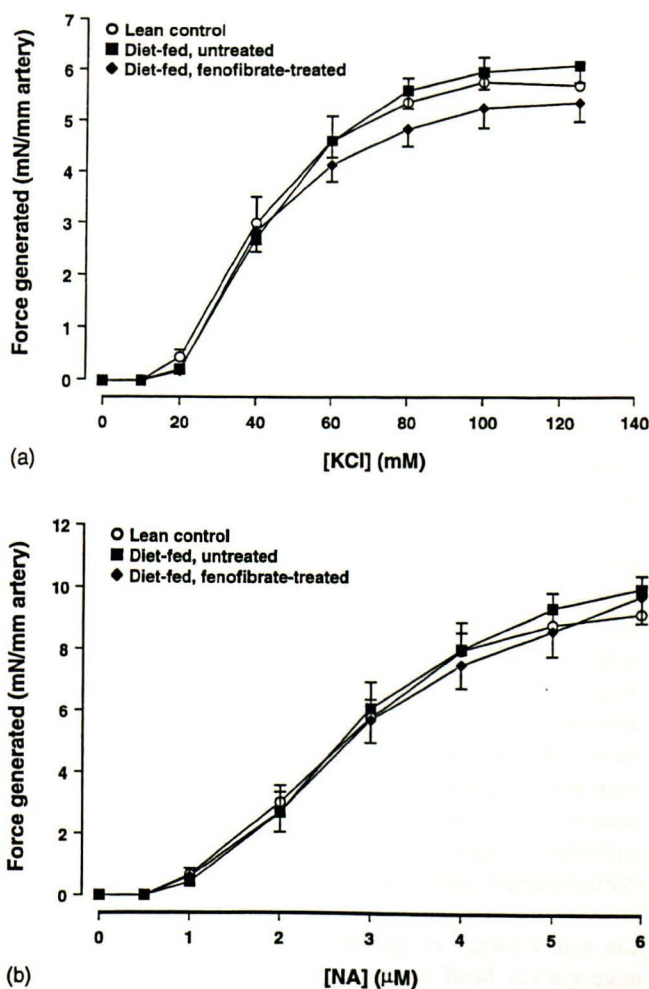 7
6
5
4
3
2
1
0
Force generated (mN/mm artery)
Lean control
Diet-fed, untreated
Diet-fed, fenofibrate-treated
0 20 40 60 80 100 120 140
[KCl] (mM)
(a)
12
10
8
6
4
2
0
Force generated (mN/mm artery)
Lean control
Diet-fed, untreated
Diet-fed, fenofibrate-treated
0 1 2 3 4 5 6
[NA] (μM)
(b)